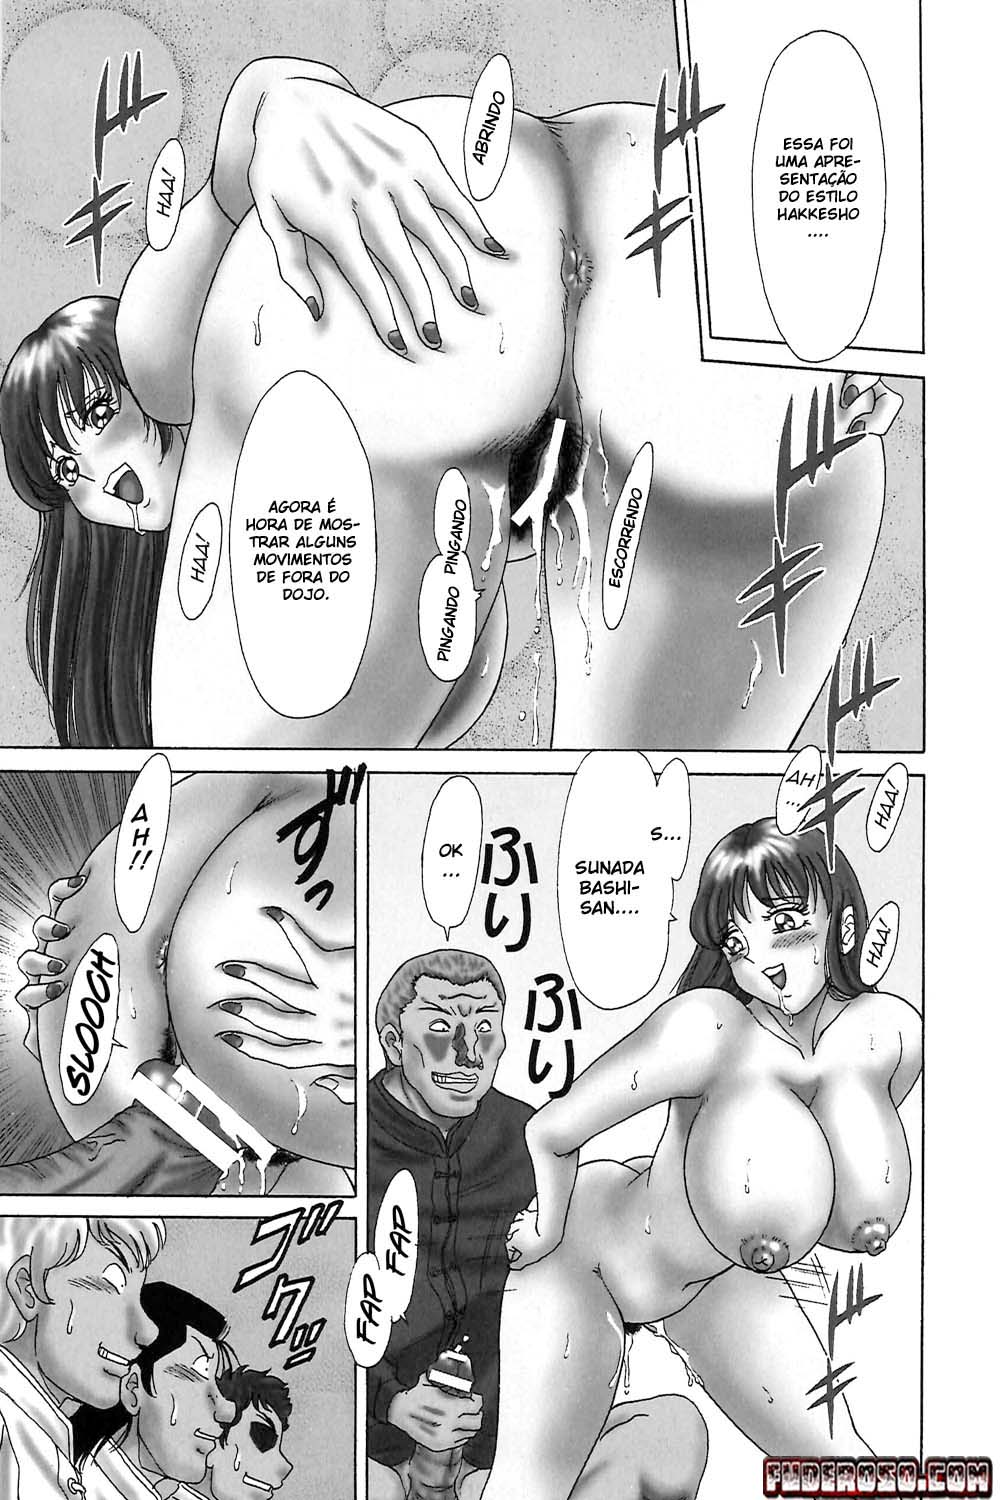 ESSA FOI
UMA APRE-
SENTAÇÃO
DO ESTILO
HAKKESHO
....
ABRINDO
HAA!
AGORA É
HORA DE MOS-
TRAR ALGUNS
MOVIMENTOS
DE FORA DO
DOJO.
HAA!
PINGANDO
PINGANDO
ESCORRENDO
AH
...
HAA!
S...
SUNADA
BASHI-
SAN....
HAA!
OK
...
ふり
ふり
FAP
FAP
AH!!
SLOOCH
FUDEROSO.COM